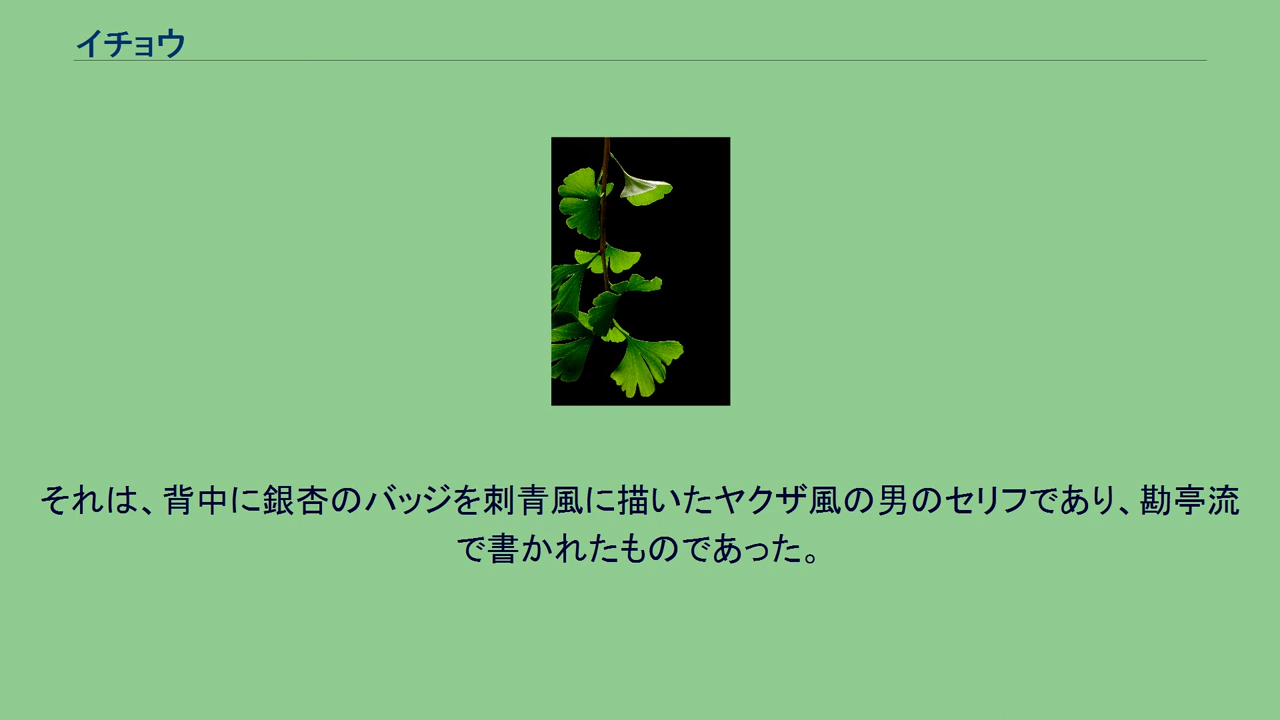 イチョウ
それは、背中に銀杏のバッジを刺青風に描いたヤクザ風の男のセリフであり、勘亭流
で書かれたものであった。